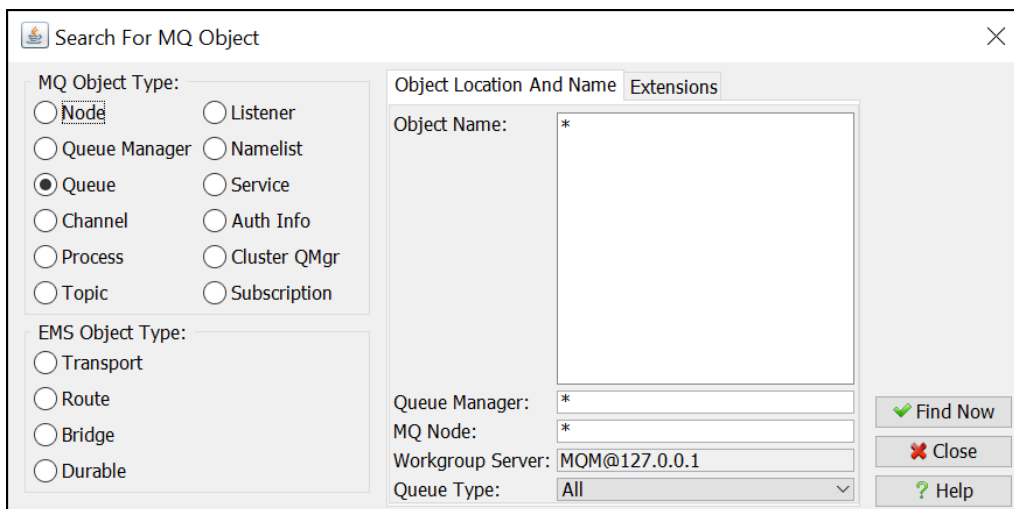 Search For MQ Object
MQ Object Type:
Node
Listener
Queue Manager
Namelist
Queue
Service
Channel
Auth Info
Process
Cluster QMgr
Topic
Subscription
EMS Object Type:
Transport
Route
Bridge
Durable
Object Location And Name
Extensions
Object Name:
*
Queue Manager:
*
MQ Node:
*
Workgroup Server:
MQM@127.0.0.1
Queue Type:
All
Find Now
Close
? Help